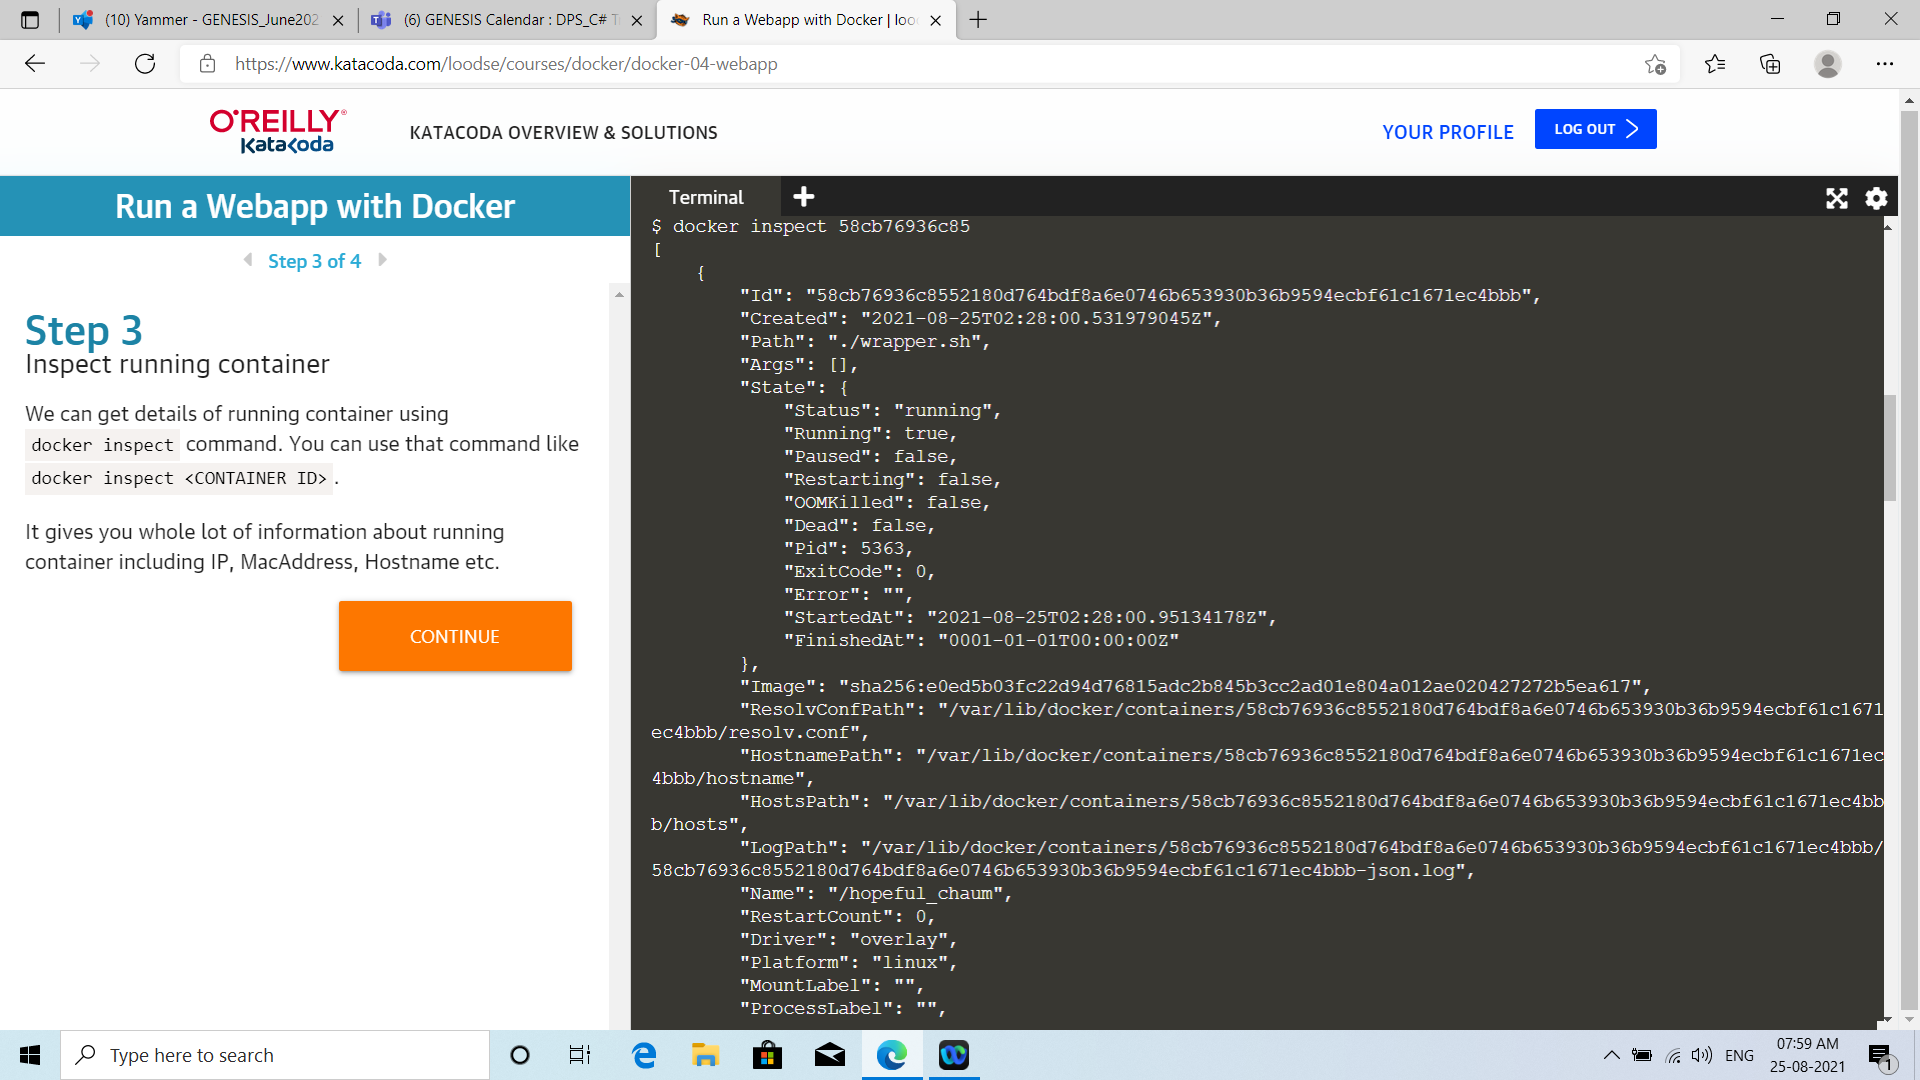 (10) Yammer - GENESIS_June202
(6) GENESIS Calendar : DPS_C# T
Run a Webapp with Docker | loo
https://www.katacoda.com/loodse/courses/docker/docker-04-webapp
O'REILLY®
Katacoda
KATACODA OVERVIEW & SOLUTIONS
YOUR PROFILE
LOG OUT
Run a Webapp with Docker
Step 3 of 4
Step 3
Inspect running container
We can get details of running container using
docker inspect command. You can use that command like
docker inspect <CONTAINER ID> .
It gives you whole lot of information about running
container including IP, MacAddress, Hostname etc.
CONTINUE
Terminal
$ docker inspect 58cb76936c85
[
{
"Id": "58cb76936c8552180d764bdf8a6e0746b653930b36b9594ecbf61c1671ec4bbb",
"Created": "2021-08-25T02:28:00.531979045Z",
"Path": "./wrapper.sh",
"Args": [],
"State": {
"Status": "running",
"Running": true,
"Paused": false,
"Restarting": false,
"OOMKilled": false,
"Dead": false,
"Pid": 5363,
"ExitCode": 0,
"Error": "",
"StartedAt": "2021-08-25T02:28:00.95134178Z",
"FinishedAt": "0001-01-01T00:00:00Z"
},
"Image": "sha256:e0ed5b03fc22d94d76815adc2b845b3cc2ad01e804a012ae020427272b5ea617",
"ResolvConfPath": "/var/lib/docker/containers/58cb76936c8552180d764bdf8a6e0746b653930b36b9594ecbf61c1671
ec4bbb/resolv.conf",
"HostnamePath": "/var/lib/docker/containers/58cb76936c8552180d764bdf8a6e0746b653930b36b9594ecbf61c1671ec
4bbb/hostname",
"HostsPath": "/var/lib/docker/containers/58cb76936c8552180d764bdf8a6e0746b653930b36b9594ecbf61c1671ec4bb
b/hosts",
"LogPath": "/var/lib/docker/containers/58cb76936c8552180d764bdf8a6e0746b653930b36b9594ecbf61c1671ec4bbb/
58cb76936c8552180d764bdf8a6e0746b653930b36b9594ecbf61c1671ec4bbb-json.log",
"Name": "/hopeful_chaum",
"RestartCount": 0,
"Driver": "overlay",
"Platform": "linux",
"MountLabel": "",
"ProcessLabel": "",
Type here to search
ENG
07:59 AM
25-08-2021
1